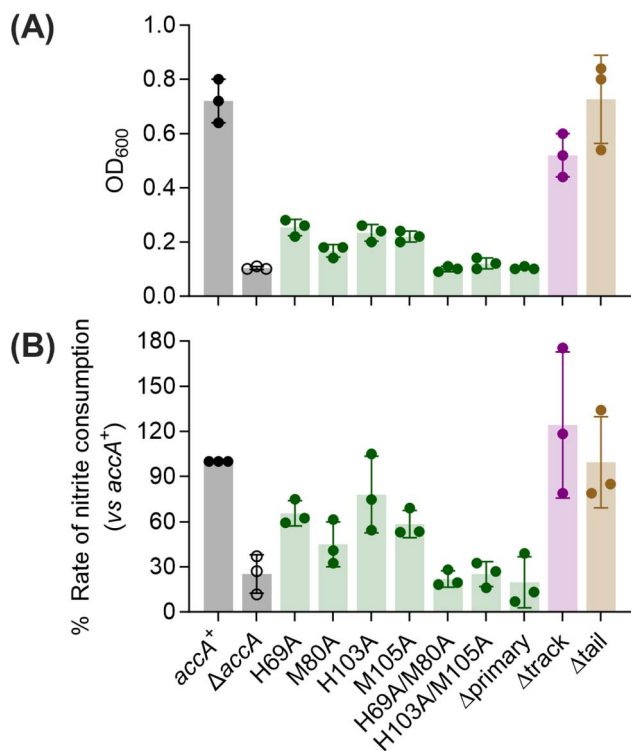 (A)
OD600
0.0
0.2
0.4
0.6
0.8
1.0
(B)
% Rate of nitrite consumption
(vs accA+)
0
30
60
90
120
150
180
accA+
ΔaccA
H69A
M80A
H103A
M105A
H69A/M80A
H103A/M105A
Δprimary
Δtrack
Δtail